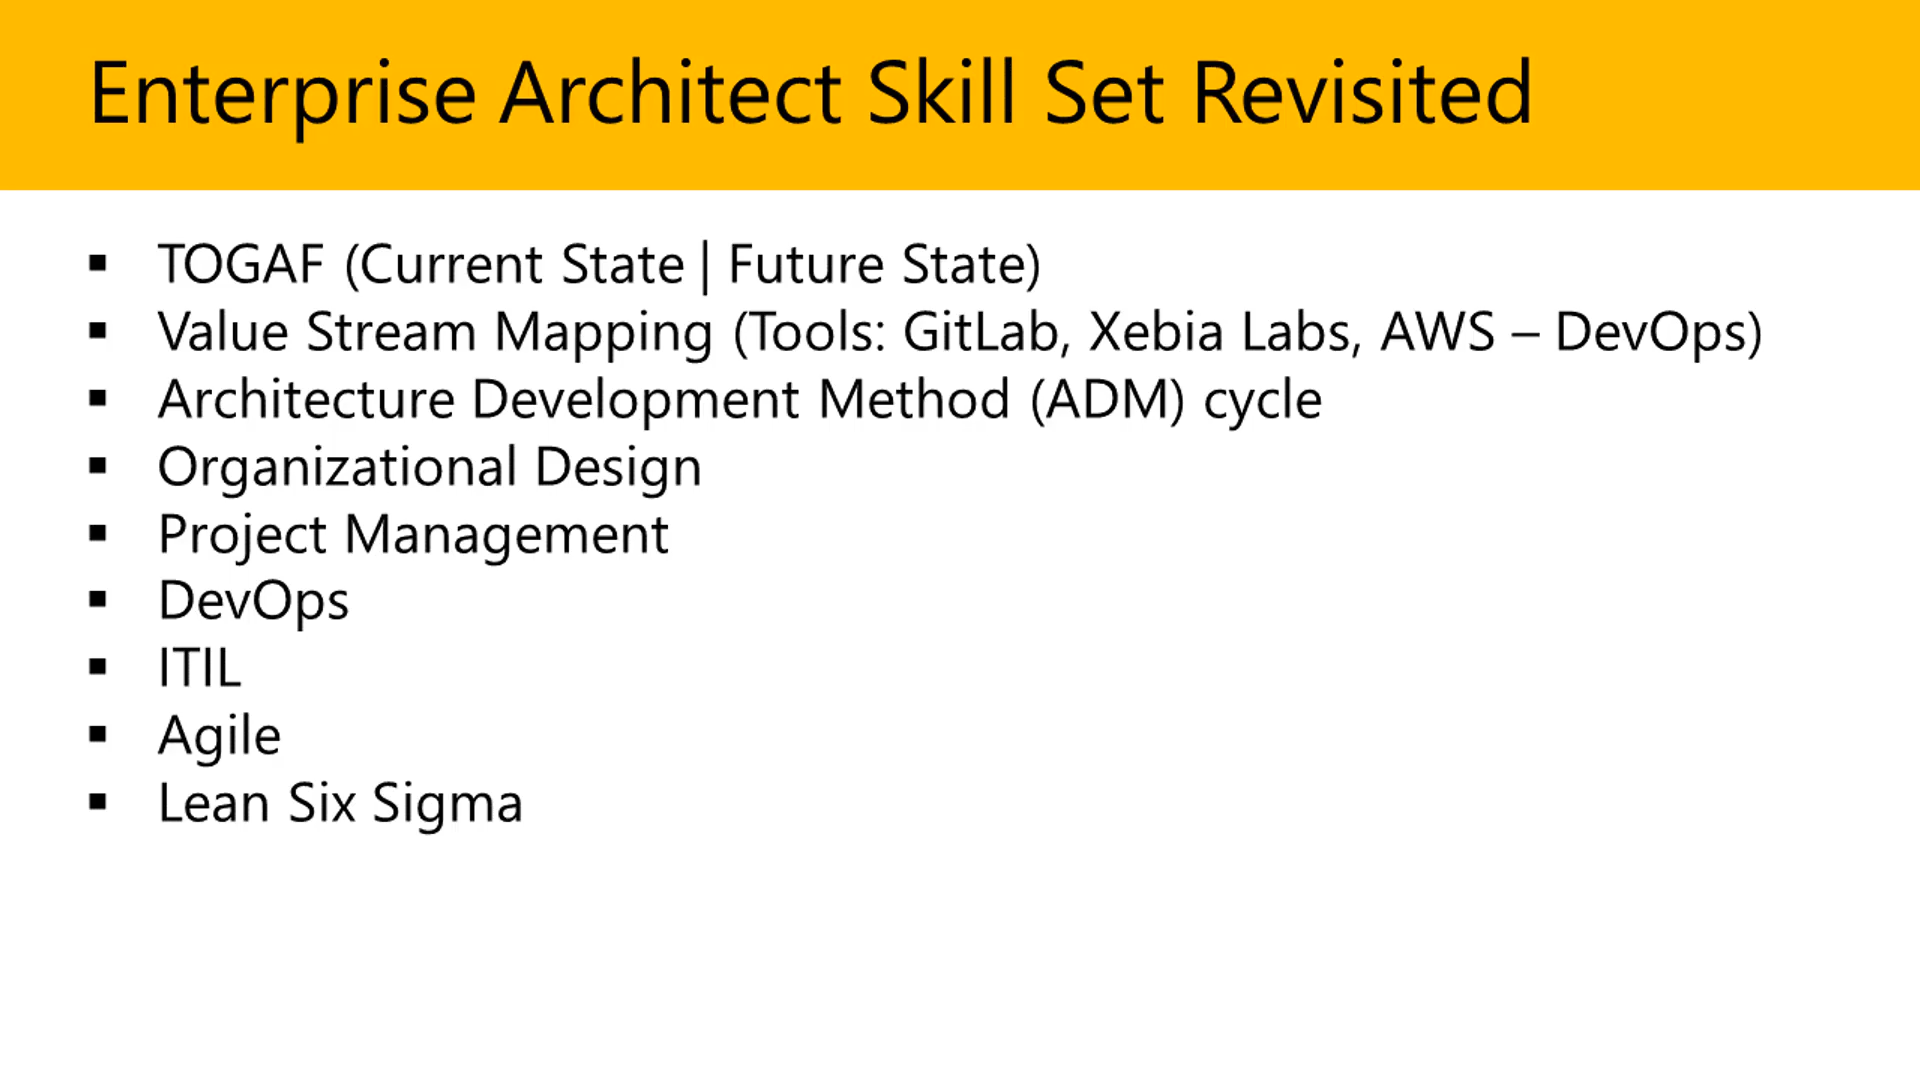 Enterprise Architect Skill Set Revisited
▪ TOGAF (Current State | Future State)
▪ Value Stream Mapping (Tools: GitLab, Xebia Labs, AWS – DevOps)
▪ Architecture Development Method (ADM) cycle
▪ Organizational Design
▪ Project Management
▪ DevOps
▪ ITIL
▪ Agile
▪ Lean Six Sigma